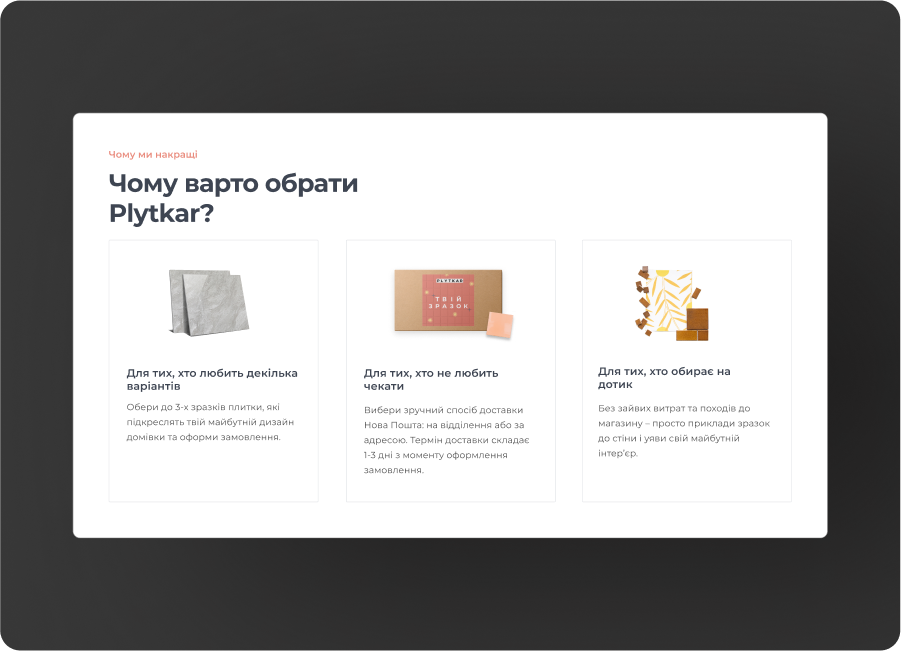 Чому ми накращі
Чому варто обрати
Plytkar?
PLYTKAR
ТВІЙ
ЗРАЗОК
Для тих, хто любить декілька
варіантів
Обери до 3-х зразків плитки, які
підкреслять твій майбутній дизайн
домівки та оформи замовлення.
Для тих, хто не любить
чекати
Вибери зручний спосіб доставки
Нова Пошта: на відділення або за
адресою. Термін доставки складає
1-3 дні з моменту оформлення
замовлення.
Для тих, хто обирає на
дотик
Без зайвих витрат та походів до
магазину – просто приклади зразок
до стіни і уяви свій майбутній
інтер’єр.